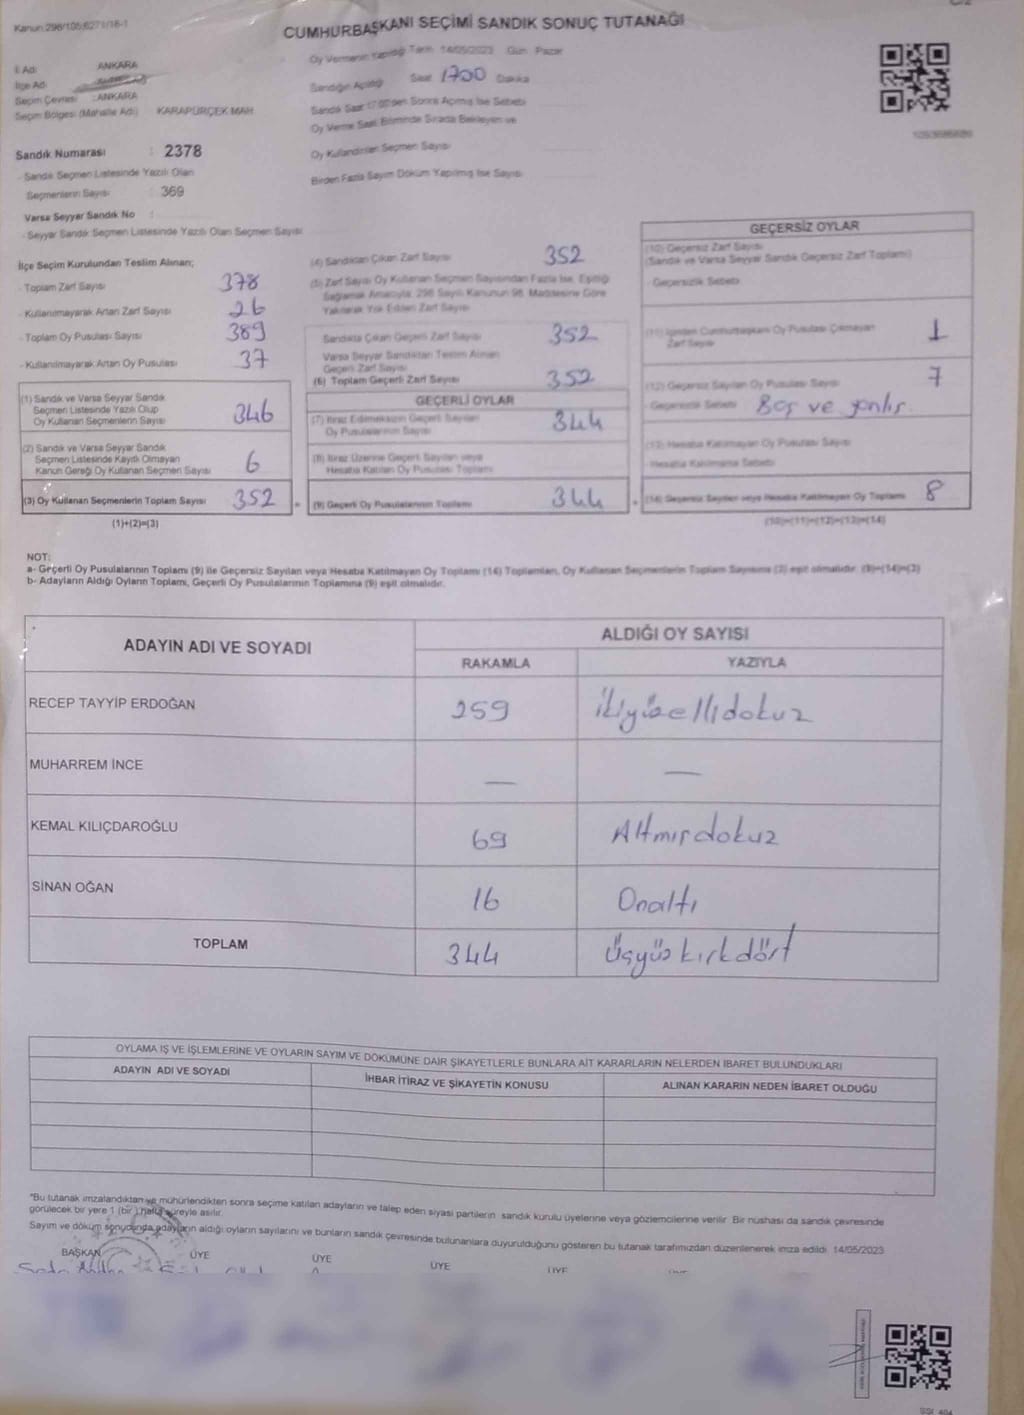 Kanun 298/105;6271/16-1
CUMHURBAŞKANI SEÇİMİ SANDIK SONUÇ TUTANAĞI
İl Adı ANKARA
İlçe Adı
Seçim Çevresi : ANKARA
Seçim Bölgesi (Mahalle Adı) KARAPÜRÇEK MAH.
Oy Vermenin Yapıldığı Tarih 14/05/2023 Gün Pazar
Sandığın Açıldığı Saat 1700 Dakika
Sandık Saat 17:00'den Sonra Açılmış İse Sebebi
Oy Verme Saati Bitiminde Sırada Bekleyen ve
Oy Kullandırılan Seçmen Sayısı
Birden Fazla Sayım Döküm Yapılmış İse Sayısı
Sandık Numarası : 2378
- Sandık Seçmen Listesinde Yazılı Olan
Seçmenlerin Sayısı : 369
Varsa Seyyar Sandık No :
- Seyyar Sandık Seçmen Listesinde Yazılı Olan Seçmen Sayısı
İlçe Seçim Kurulundan Teslim Alınan;
- Toplam Zarf Sayısı 378
- Kullanılmayarak Artan Zarf Sayısı 26
- Toplam Oy Pusulası Sayısı 389
- Kullanılmayarak Artan Oy Pusulası 37
(1) Sandık ve Varsa Seyyar Sandık
Seçmen Listesinde Yazılı Olup
Oy Kullanan Seçmenlerin Sayısı 346
(2) Sandık ve Varsa Seyyar Sandık
Seçmen Listesinde Kayıtlı Olmayan
Kanun Gereği Oy Kullanan Seçmen Sayısı 6
(3) Oy Kullanan Seçmenlerin Toplam Sayısı 352
(1)+(2)=(3)
(4) Sandıktan Çıkan Zarf Sayısı 352
(5) Zarf Sayısı Oy Kullanan Seçmen Sayısından Fazla İse, Eşitliği
Sağlamak Amacıyla, 298 Sayılı Kanunun 98. Maddesine Göre
Yakılarak Yok Edilen Zarf Sayısı
Sandıkta Çıkan Geçerli Zarf Sayısı 352
Varsa Seyyar Sandıktan Teslim Alınan
Geçerli Zarf Sayısı
(6) Toplam Geçerli Zarf Sayısı 352
GEÇERLİ OYLAR
(7) İtiraz Edilmeksizin Geçerli Sayılan
Oy Pusulalarının Sayısı 344
(8) İtiraz Üzerine Geçerli Sayılan veya
Hesaba Katılan Oy Pusulası Toplamı
(9) Geçerli Oy Pusulalarının Toplamı 344
GEÇERSİZ OYLAR
(10) Geçersiz Zarf Sayısı
(Sandık ve Varsa Seyyar Sandık Geçersiz Zarf Toplamı)
- Geçersizlik Sebebi
(11) İçinden Cumhurbaşkanı Oy Pusulası Çıkmayan
Zarf Sayısı 1
(12) Geçersiz Sayılan Oy Pusulası Sayısı 7
- Geçersizlik Sebebi Boş ve yanlış.
(13) Hesaba Katılmayan Oy Pusulası Sayısı
- Hesaba Katılmama Sebebi
(14) Geçersiz Sayılan veya Hesaba Katılmayan Oy Toplamı 8
(10)+(11)+(12)+(13)=(14)
NOT:
a- Geçerli Oy Pusulalarının Toplamı (9) ile Geçersiz Sayılan veya Hesaba Katılmayan Oy Toplamı (14) Toplamları, Oy Kullanan Seçmenlerin Toplam Sayısına (3) eşit olmalıdır. (9)+(14)=(3)
b- Adayların Aldığı Oyların Toplamı, Geçerli Oy Pusulalarının Toplamına (9) eşit olmalıdır.
ADAYIN ADI VE SOYADI
ALDIĞI OY SAYISI
RAKAMLA YAZIYLA
RECEP TAYYİP ERDOĞAN 259 ikiyüzellidokuz
MUHARREM İNCE — —
KEMAL KILIÇDAROĞLU 69 Altmışdokuz
SİNAN OĞAN 16 Onaltı
TOPLAM 344 Üçyüzkırkdört
OYLAMA İŞ VE İŞLEMLERİNE VE OYLARIN SAYIM VE DÖKÜMÜNE DAİR ŞİKAYETLERLE BUNLARA AİT KARARLARIN NELERDEN İBARET BULUNDUKLARI
ADAYIN ADI VE SOYADI İHBAR İTİRAZ VE ŞİKAYETİN KONUSU ALINAN KARARIN NEDEN İBARET OLDUĞU
*Bu tutanak imzalandıktan ve mühürlendikten sonra seçime katılan adayların ve talep eden siyasi partilerin sandık kurulu üyelerine veya gözlemcilerine verilir. Bir nüshası da sandık çevresinde
görülecek bir yere 1 (bir) hafta süreyle asılır.
Sayım ve döküm sonucunda adayların aldığı oyların sayılarını ve bunların sandık çevresinde bulunanlara duyurulduğunu gösteren bu tutanak tarafımızdan düzenlenerek imza edildi. 14/05/2023
BAŞKAN ÜYE ÜYE ÜYE ÜYE